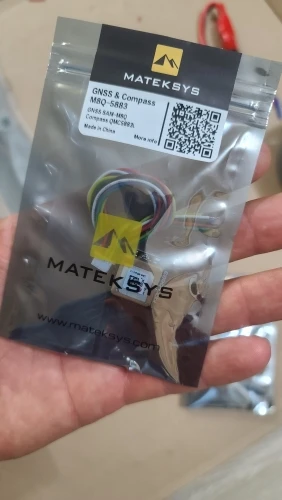 MATEKSYS
GNSS & Compass
M8Q-5883
GNSS SAM-M8Q
Compass QMC5883L
Made in China
More info
MATEKSYS
www.mateksys.com